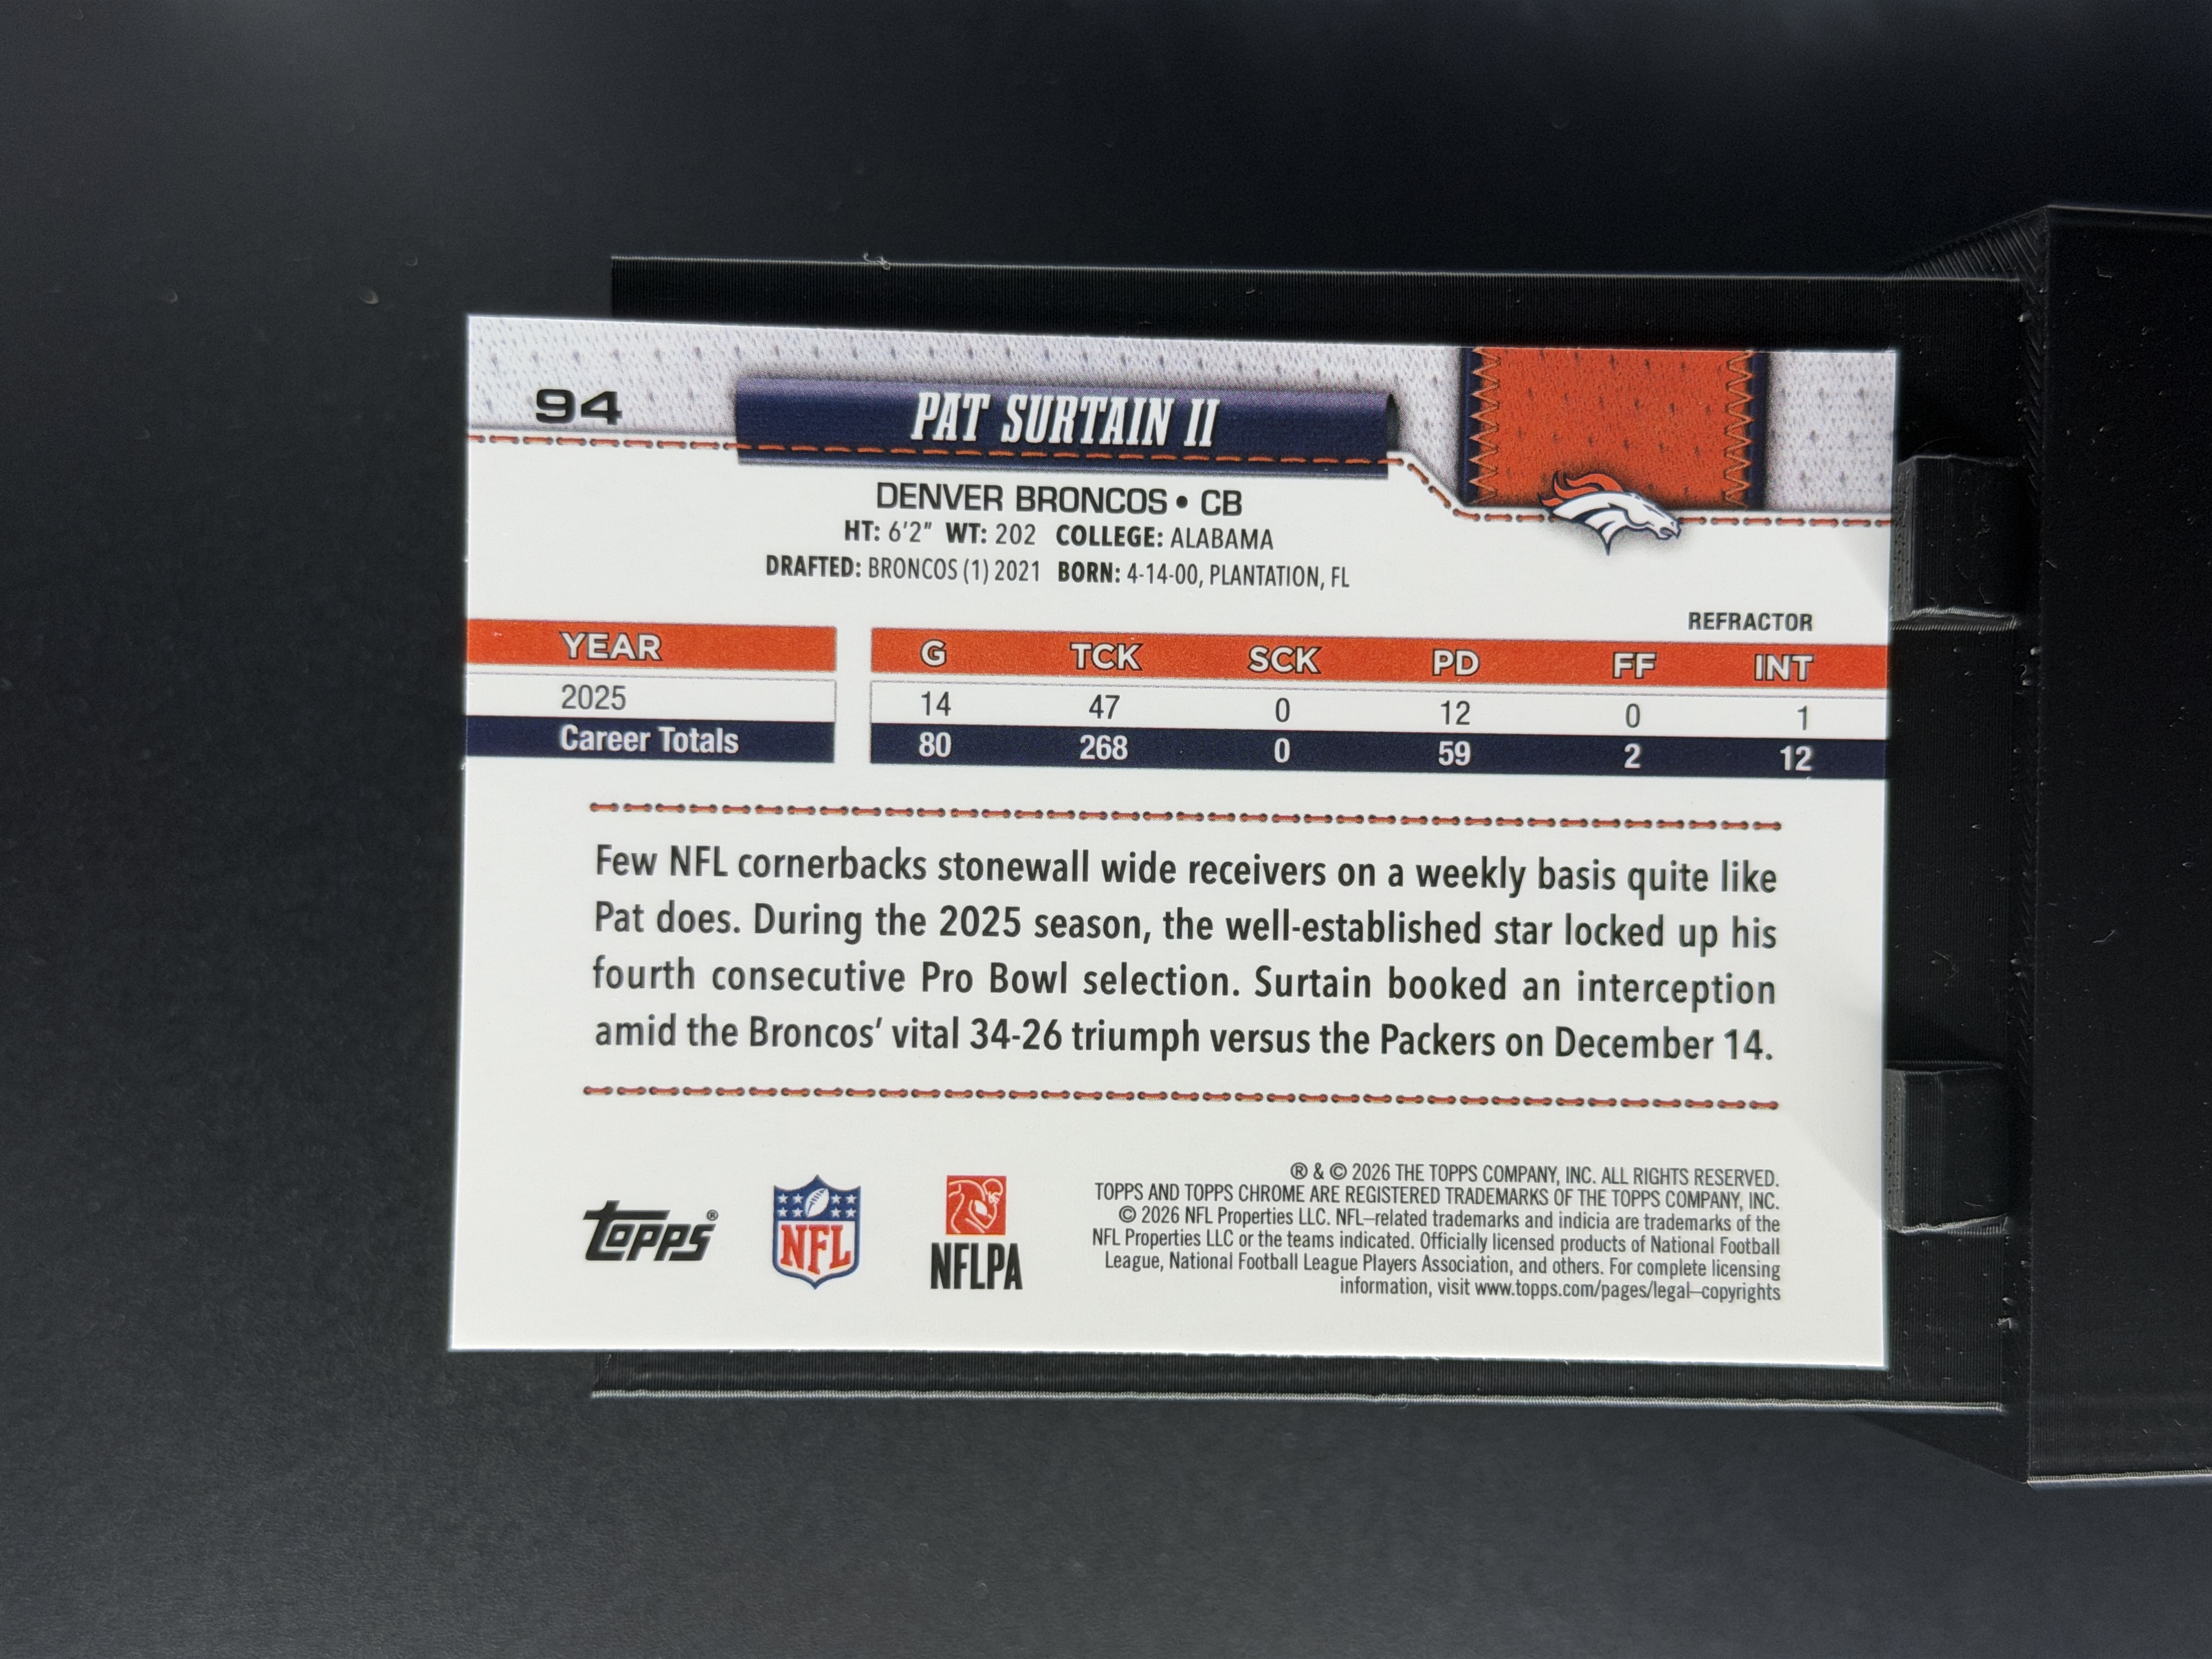 94
PAT SURTAIN II
DENVER BRONCOS • CB
HT: 6'2" WT: 202 COLLEGE: ALABAMA
DRAFTED: BRONCOS (1) 2021 BORN: 4-14-00, PLANTATION, FL
REFRACTOR
YEAR G TCK SCK PD FF INT
2025 14 47 0 12 0 1
Career Totals 80 268 0 59 2 12
Few NFL cornerbacks stonewall wide receivers on a weekly basis quite like
Pat does. During the 2025 season, the well-established star locked up his
fourth consecutive Pro Bowl selection. Surtain booked an interception
amid the Broncos' vital 34-26 triumph versus the Packers on December 14.
topps®
NFL
NFLPA
® & © 2026 THE TOPPS COMPANY, INC. ALL RIGHTS RESERVED.
TOPPS AND TOPPS CHROME ARE REGISTERED TRADEMARKS OF THE TOPPS COMPANY, INC.
© 2026 NFL Properties LLC. NFL-related trademarks and indicia are trademarks of the
NFL Properties LLC or the teams indicated. Officially licensed products of National Football
League, National Football League Players Association, and others. For complete licensing
information, visit www.topps.com/pages/legal-copyrights